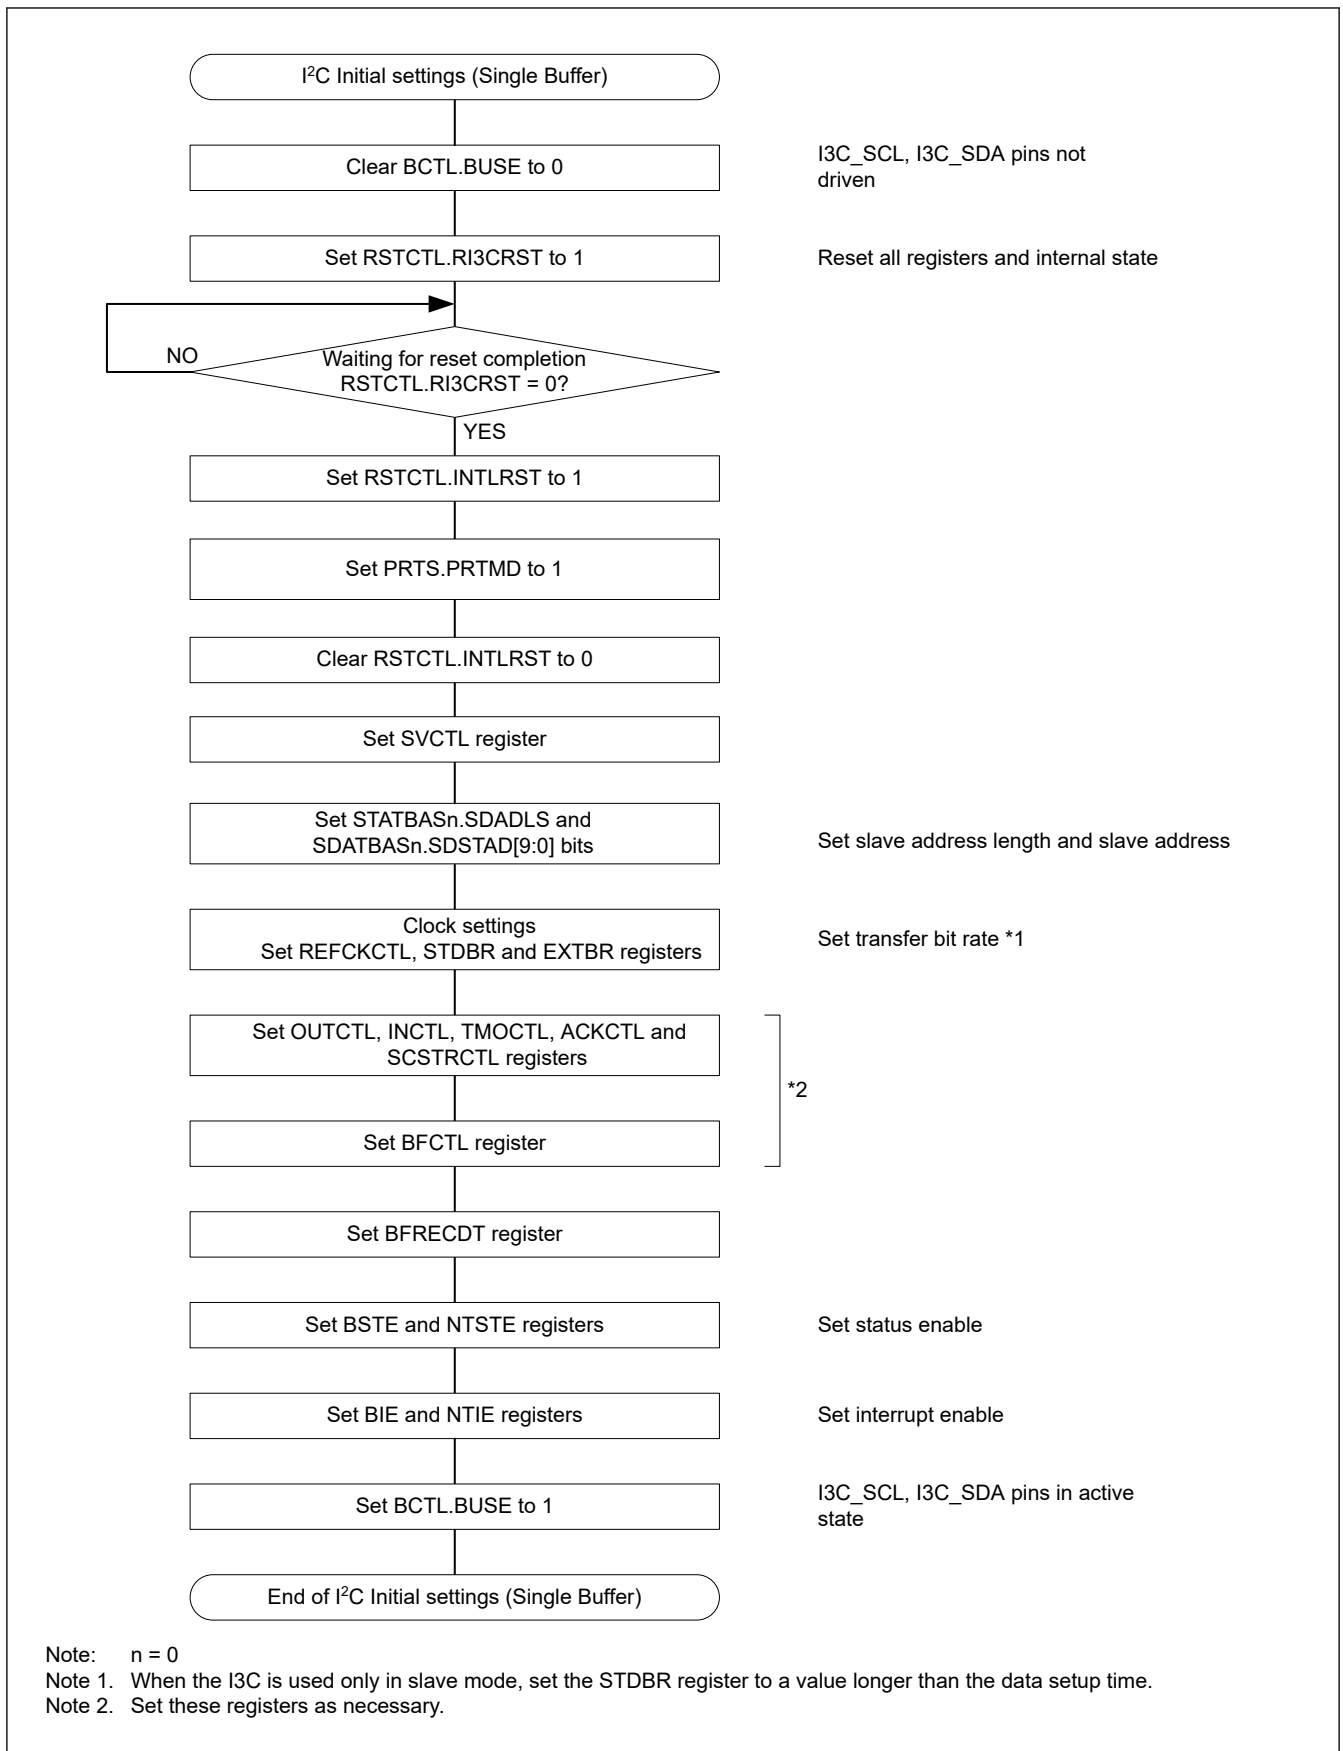 I²C Initial settings (Single Buffer)
Clear BCTL.BUSE to 0
I3C_SCL, I3C_SDA pins not
driven
Set RSTCTL.RI3CRST to 1
Reset all registers and internal state
NO
Waiting for reset completion
RSTCTL.RI3CRST = 0?
YES
Set RSTCTL.INTLRST to 1
Set PRTS.PRTMD to 1
Clear RSTCTL.INTLRST to 0
Set SVCTL register
Set STATBASn.SDADLS and
SDATBASn.SDSTAD[9:0] bits
Set slave address length and slave address
Clock settings
Set REFCKCTL, STDBR and EXTBR registers
Set transfer bit rate *1
Set OUTCTL, INCTL, TMOCTL, ACKCTL and
SCSTRCTL registers
*2
Set BFCTL register
Set BFRECDT register
Set BSTE and NTSTE registers
Set status enable
Set BIE and NTIE registers
Set interrupt enable
Set BCTL.BUSE to 1
I3C_SCL, I3C_SDA pins in active
state
End of I²C Initial settings (Single Buffer)
Note: n = 0
Note 1. When the I3C is used only in slave mode, set the STDBR register to a value longer than the data setup time.
Note 2. Set these registers as necessary.